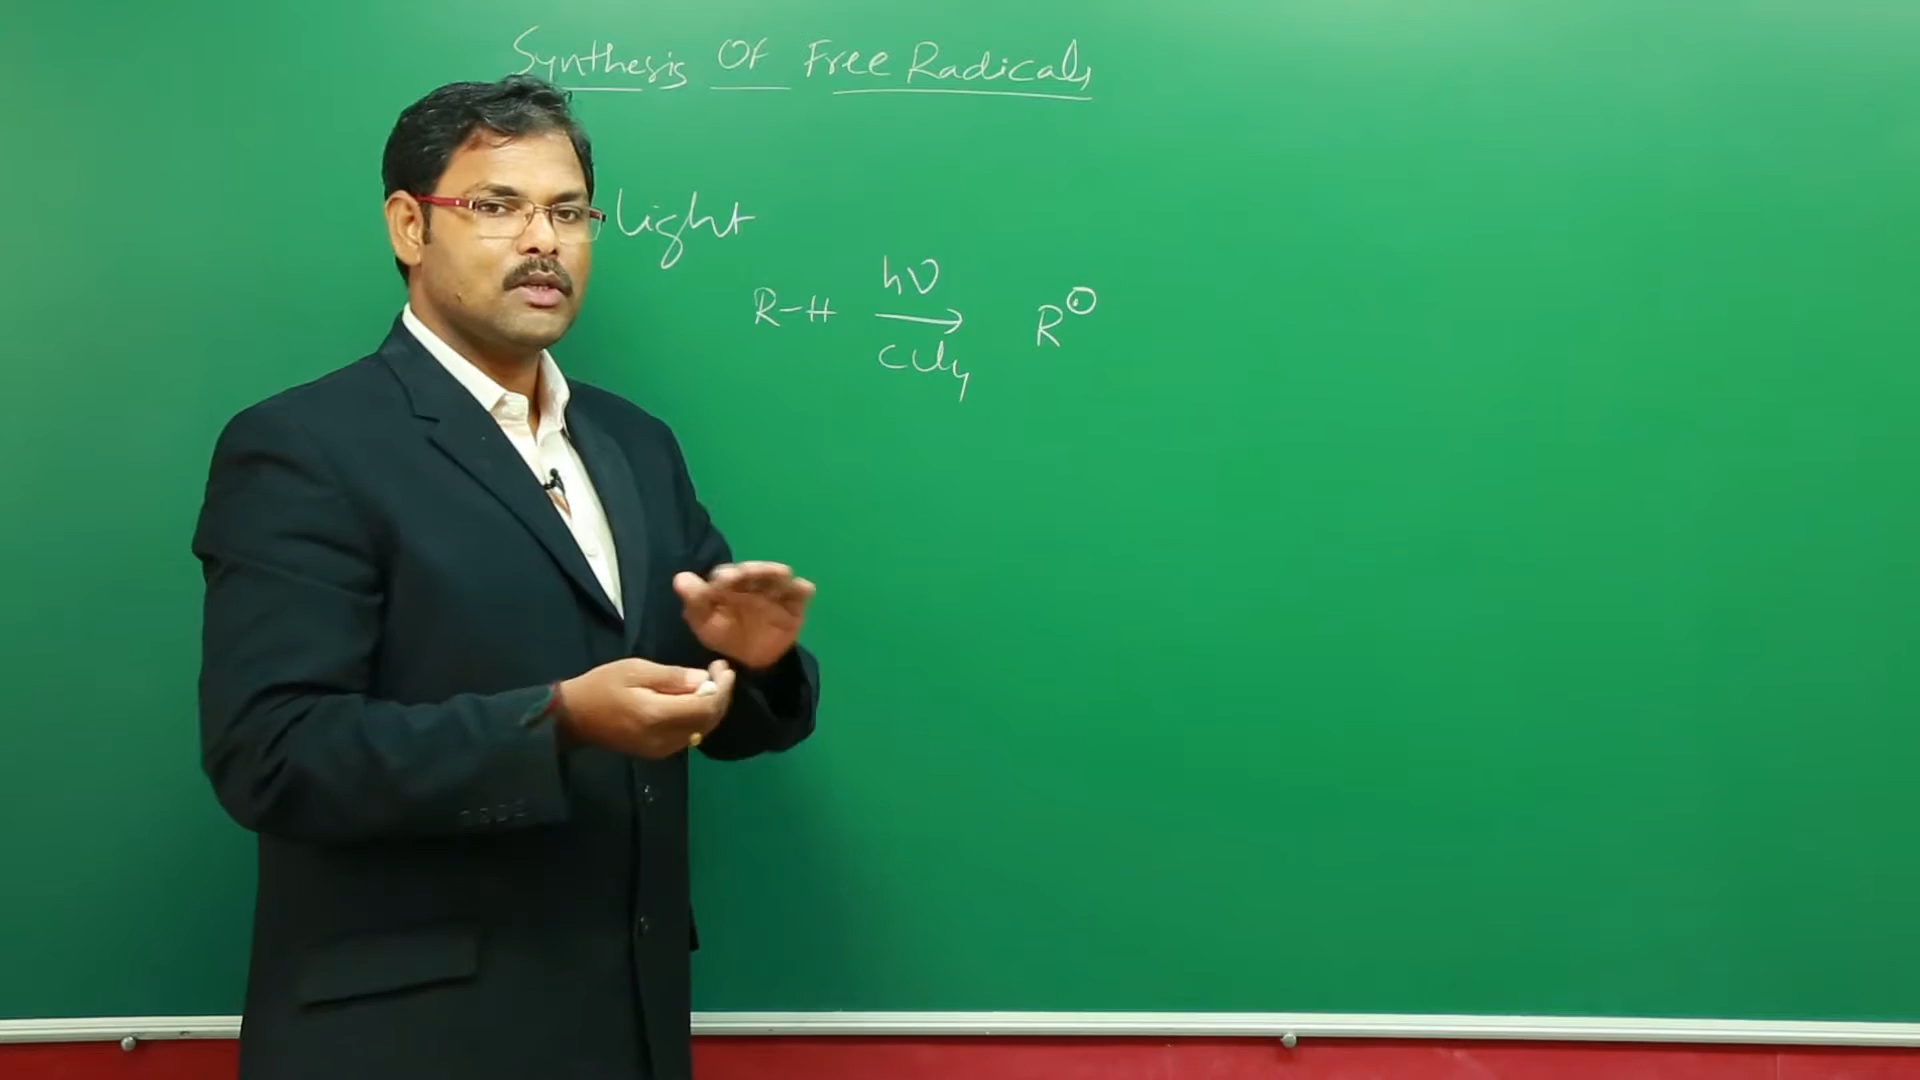 Synthesis Of Free Radicals
light
hν
R-H → R⊙
CCl4